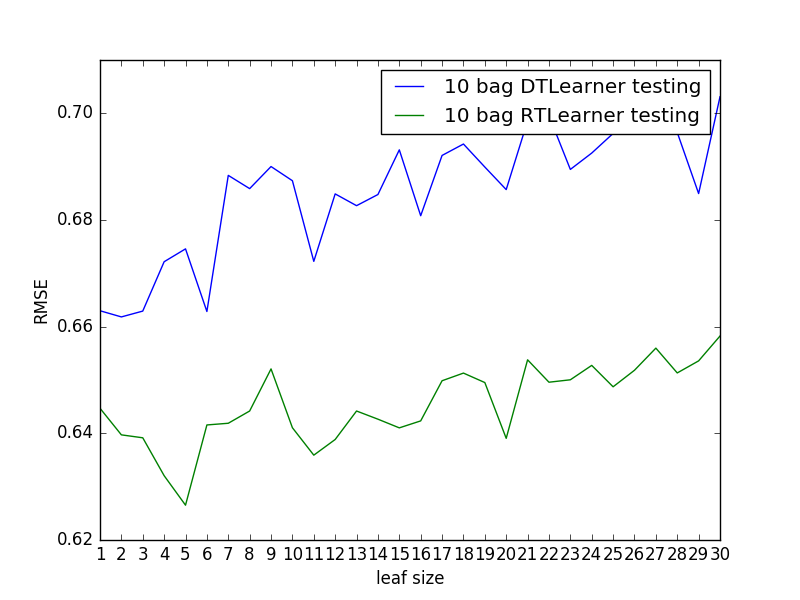 10 bag DTLearner testing
10 bag RTLearner testing
0.70
0.68
0.66
0.64
0.62
RMSE
1 2 3 4 5 6 7 8 9 10 11 12 13 14 15 16 17 18 19 20 21 22 23 24 25 26 27 28 29 30
leaf size